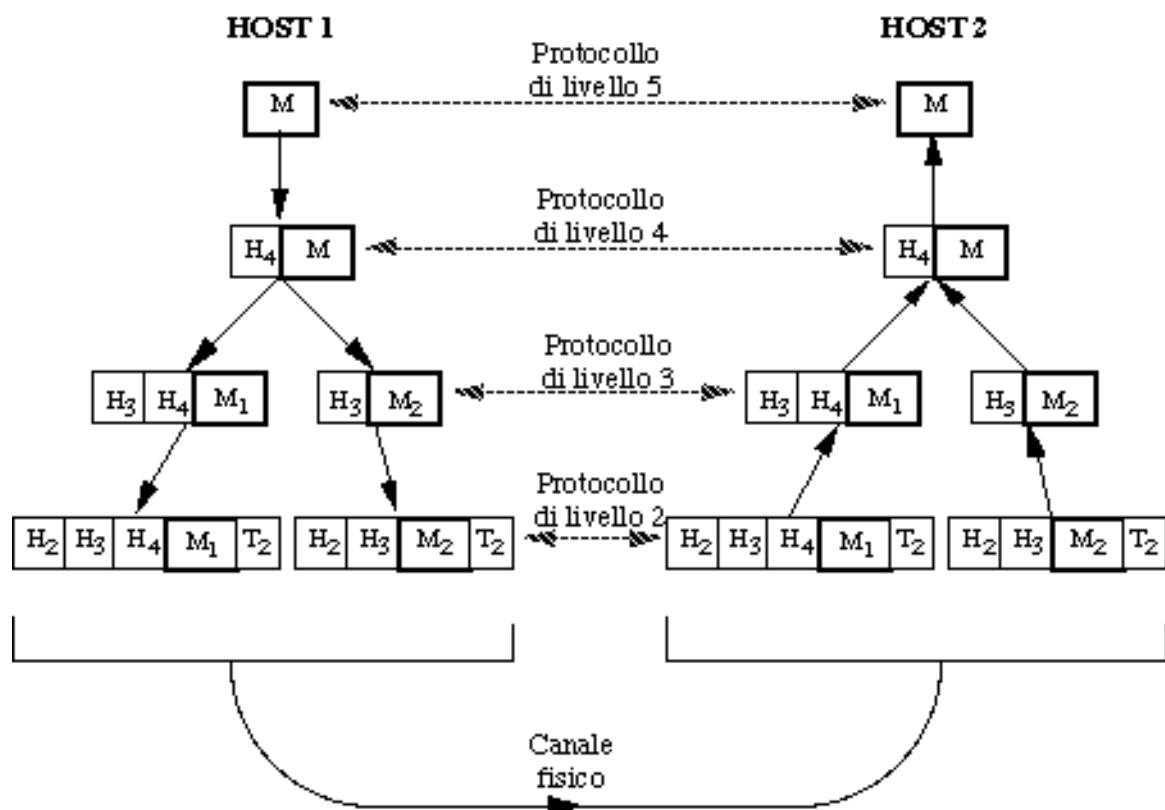 HOST 1
HOST 2
Protocollo
di livello 5
M
M
Protocollo
di livello 4
H4 M
H4 M
Protocollo
di livello 3
H3 H4 M1
H3 M2
H3 H4 M1
H3 M2
Protocollo
di livello 2
H2 H3 H4 M1 T2
H2 H3 M2 T2
H2 H3 H4 M1 T2
H2 H3 M2 T2
Canale
fisico